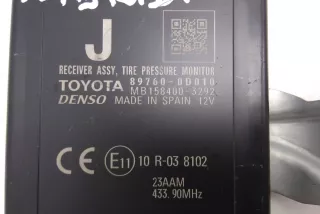 J
RECEIVER ASSY, TIRE PRESSURE MONITOR
TOYOTA 89760-0D010
MB158400-3292
DENSO MADE IN SPAIN 12V
CE E11 10 R-03 8102
23AAM
433.90MHz